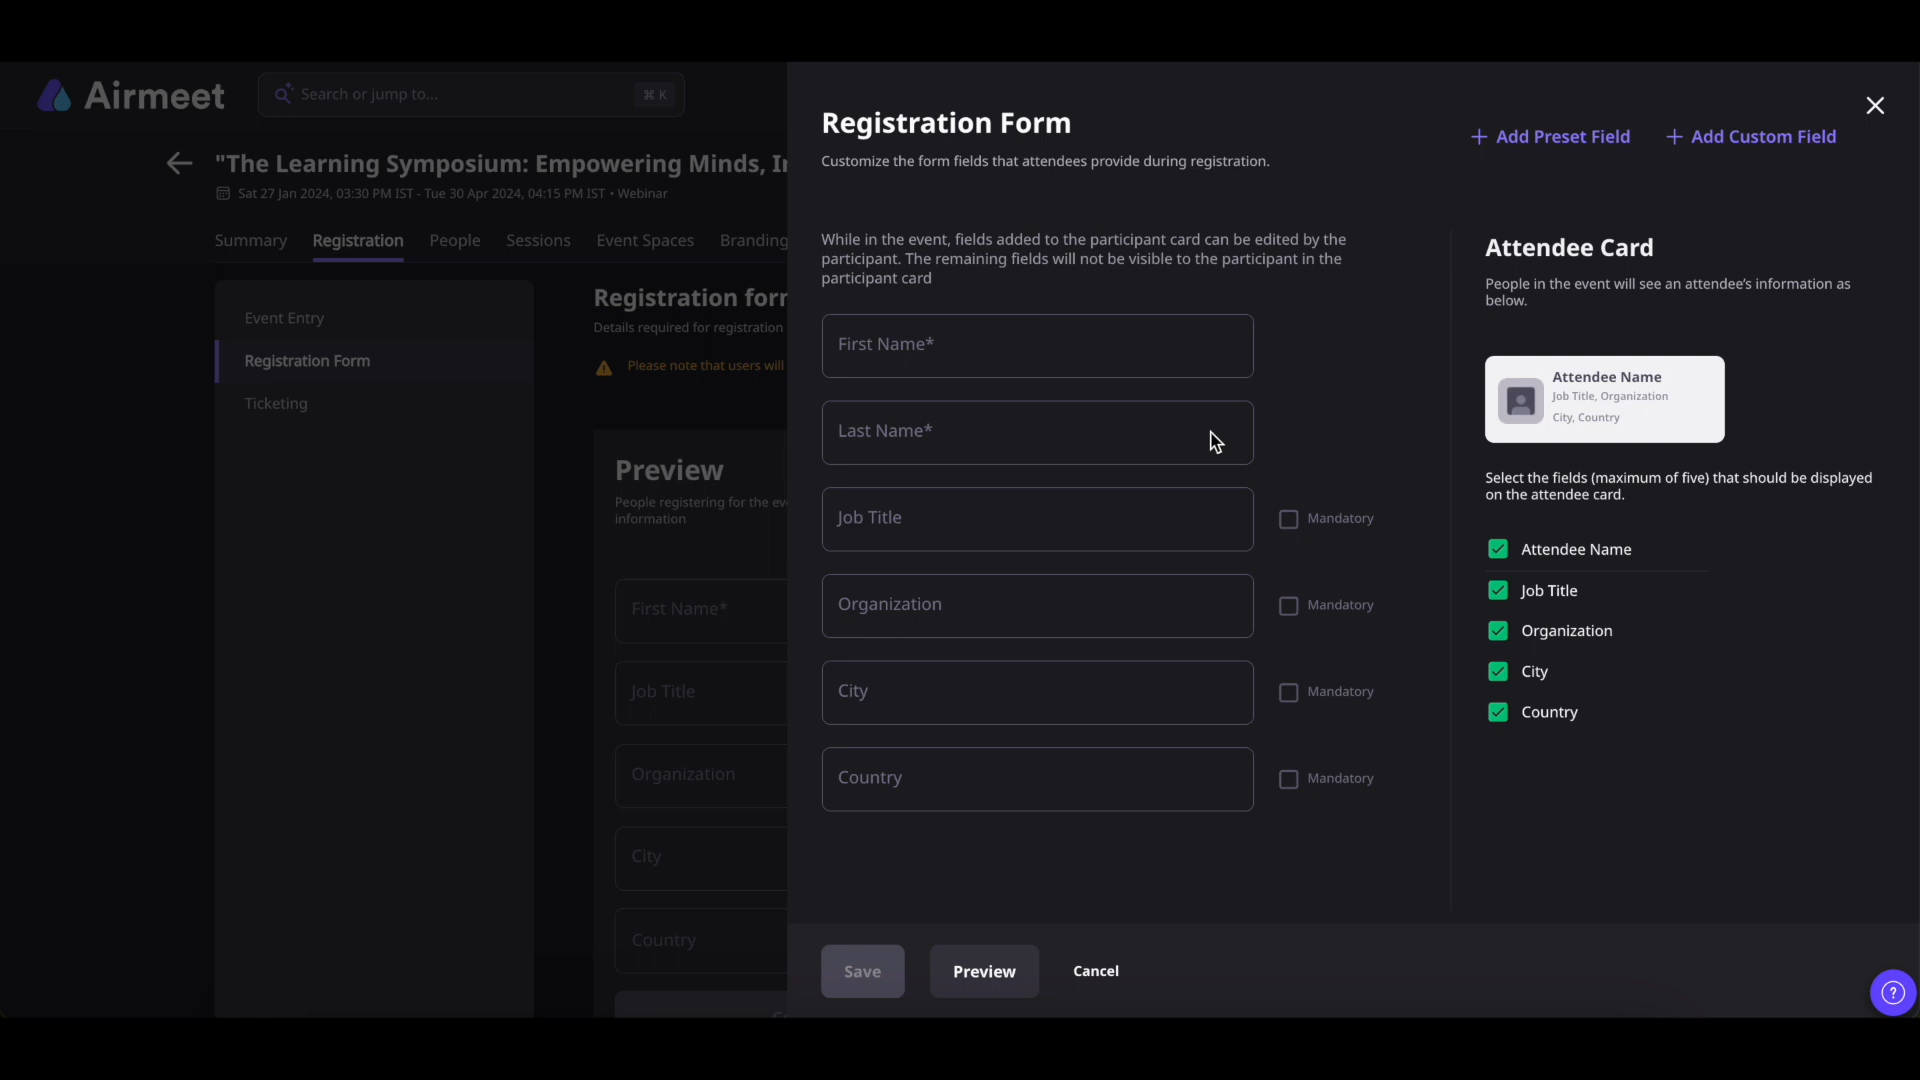 Airmeet
Search or jump to...
⌘ K
"The Learning Symposium: Empowering Minds, In
Sat 27 Jan 2024, 03:30 PM IST - Tue 30 Apr 2024, 04:15 PM IST • Webinar
Summary
Registration
People
Sessions
Event Spaces
Branding
Event Entry
Registration Form
Ticketing
Registration for
Details required for registration
Please note that users will
Preview
People registering for the eve
information
First Name*
Job Title
Organization
City
Country
Registration Form
Customize the form fields that attendees provide during registration.
+ Add Preset Field
+ Add Custom Field
While in the event, fields added to the participant card can be edited by the
participant. The remaining fields will not be visible to the participant in the
participant card
First Name*
Last Name*
Job Title
Mandatory
Organization
Mandatory
City
Mandatory
Country
Mandatory
Attendee Card
People in the event will see an attendee's information as
below.
Attendee Name
Job Title, Organization
City, Country
Select the fields (maximum of five) that should be displayed
on the attendee card.
Attendee Name
Job Title
Organization
City
Country
Save
Preview
Cancel
?